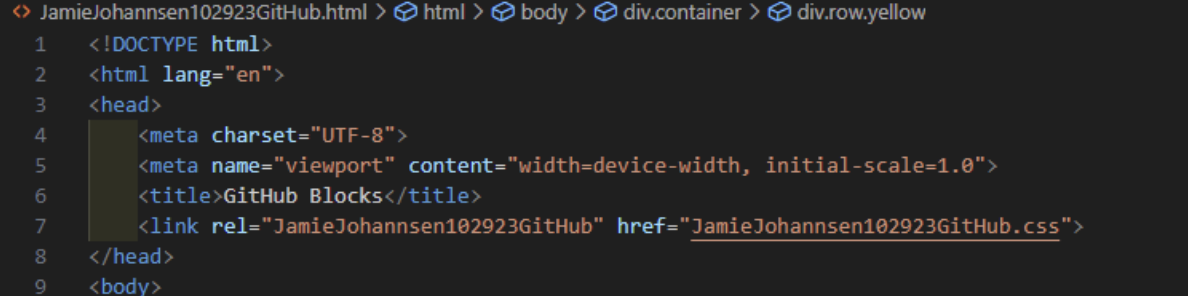 <> JamieJohannsen102923GitHub.html > html > body > div.container > div.row.yellow
1 <!DOCTYPE html>
2 <html lang="en">
3 <head>
4 <meta charset="UTF-8">
5 <meta name="viewport" content="width=device-width, initial-scale=1.0">
6 <title>GitHub Blocks</title>
7 <link rel="JamieJohannsen102923GitHub" href="JamieJohannsen102923GitHub.css">
8 </head>
9 <body>